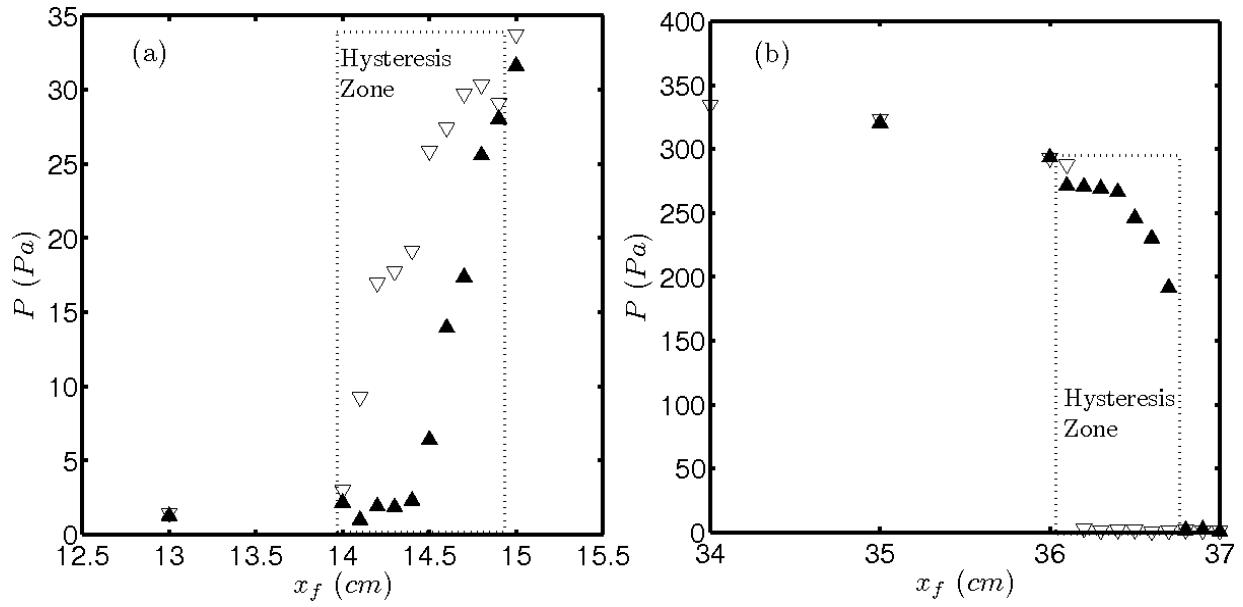 (a)
Hysteresis
Zone
35
30
25
20
15
10
5
0
P (Pa)
12.5 13 13.5 14 14.5 15 15.5
x_f (cm)
(b)
400
350
300
250
200
150
100
50
0
P (Pa)
Hysteresis
Zone
34 35 36 37
x_f (cm)